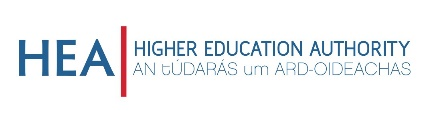 HEA HIGHER EDUCATION AUTHORITY
AN tÚDARÁS um ARD-OIDEACHAS